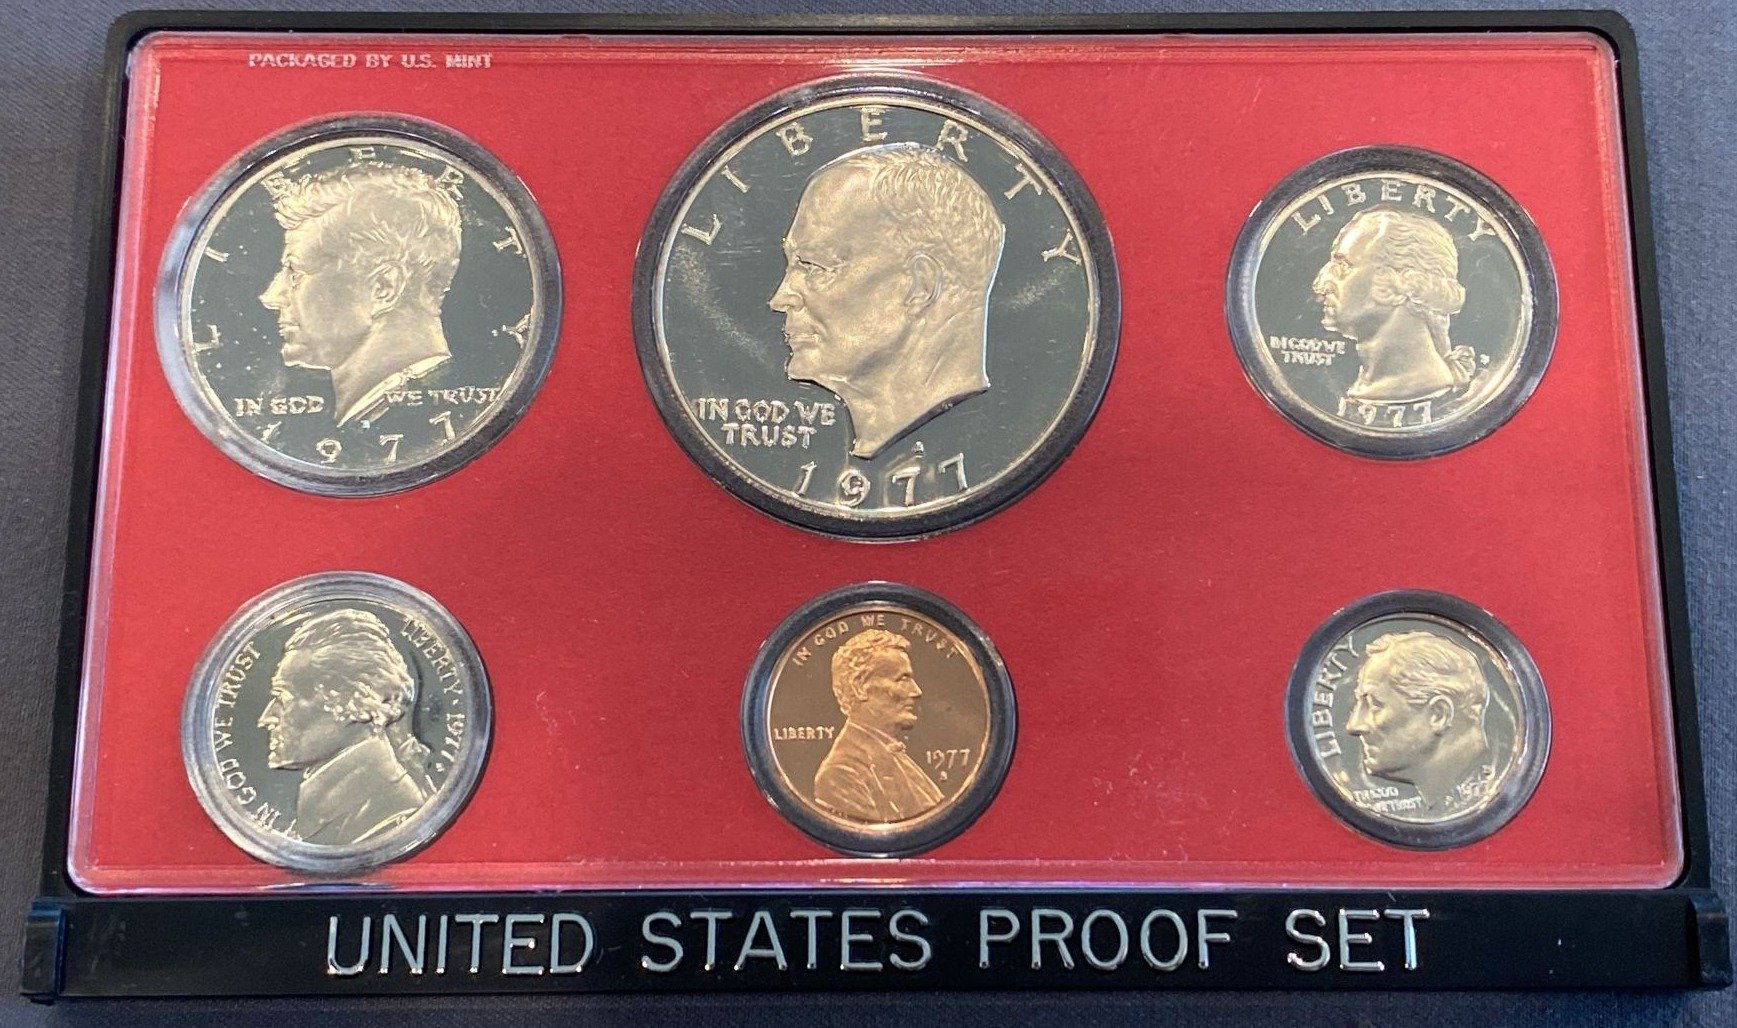 PACKAGED BY U.S. MINT
LIBERTY
IN GOD WE TRUST
1977
LIBERTY
IN GOD WE
TRUST
1977
LIBERTY
IN GOD WE
TRUST
1977
IN GOD WE TRUST
LIBERTY · 1977
IN GOD WE TRUST
LIBERTY
1977
S
LIBERTY
IN GOD
WE TRUST
1977
UNITED STATES PROOF SET